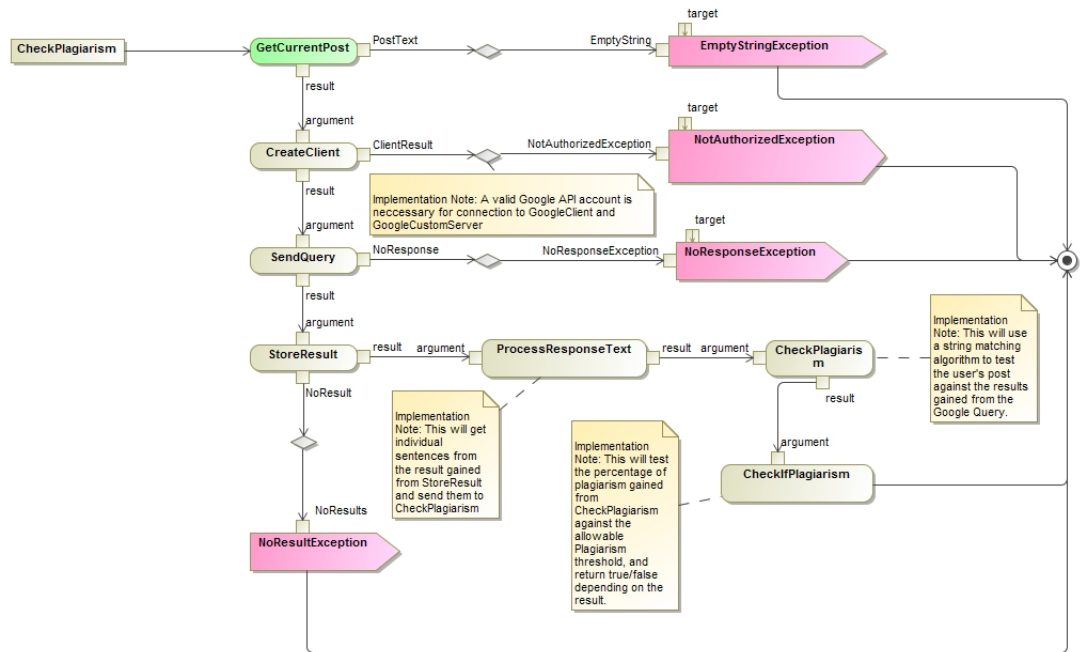 target
CheckPlagiarism
GetCurrentPost
PostText
EmptyString
EmptyStringException
result
argument
target
CreateClient
ClientResult
NotAuthorizedException
NotAuthorizedException
result
Implementation Note: A valid Google API account is
neccessary for connection to GoogleClient and
GoogleCustomServer
argument
target
SendQuery
NoResponse
NoResponseException
NoResponseException
result
argument
StoreResult
result
argument
ProcessResponseText
result
argument
CheckPlagiaris
m
Implementation
Note: This will use
a string matching
algorithm to test
the user's post
against the results
gained from the
Google Query.
NoResult
result
Implementation
Note: This will get
individual
sentences from
the result gained
from StoreResult
and send them to
CheckPlagiarism
Implementation
Note: This will test
the percentage of
plagiarism gained
from
CheckPlagiarism
against the
allowable
Plagiarism
threshold, and
return true/false
depending on the
result.
argument
CheckIfPlagiarism
NoResults
NoResultException